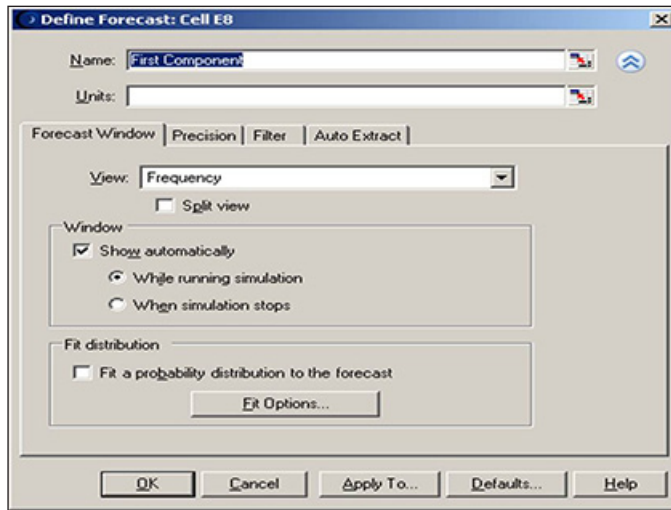 Define Forecast: Cell E8
Name: First Component
Units:
Forecast Window Precision Filter Auto Extract
View: Frequency
Split view
Window
Show automatically
While running simulation
When simulation stops
Fit distribution
Fit a probability distribution to the forecast
Fit Options...
OK Cancel Apply To... Defaults... Help